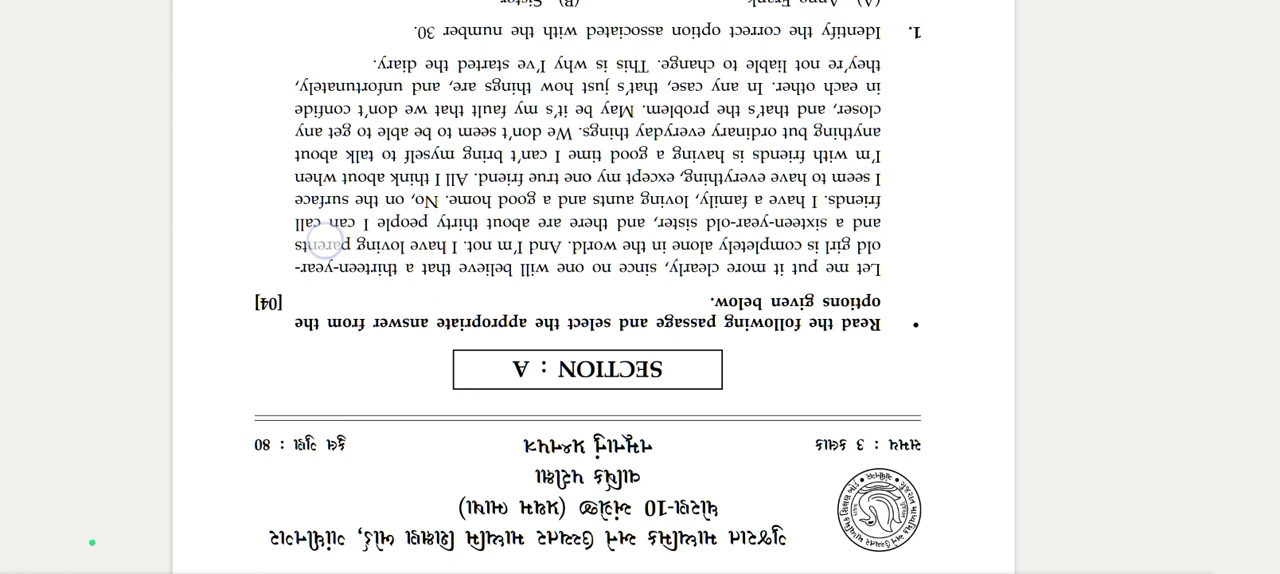 ગુજરાત માધ્યમિક અને ઉચ્ચતર માધ્યમિક શિક્ષણ બોર્ડ, ગાંધીનગર
ધોરણ-10 અંગ્રેજી (પ્રથમ ભાષા)
વાર્ષિક પરીક્ષા
સમય : 3 કલાક નમૂનાનું પ્રશ્નપત્ર કુલ ગુણ : 80
SECTION : A
• Read the following passage and select the appropriate answer from the
options given below. [04]
Let me put it more clearly, since no one will believe that a thirteen-year-
old girl is completely alone in the world. And I'm not. I have loving parents
and a sixteen-year-old sister, and there are about thirty people I can call
friends. I have a family, loving aunts and a good home. No, on the surface
I seem to have everything, except my one true friend. All I think about when
I'm with friends is having a good time I can't bring myself to talk about
anything but ordinary everyday things. We don't seem to be able to get any
closer, and that's the problem. May be it's my fault that we don't confide
in each other. In any case, that's just how things are, and unfortunately,
they're not liable to change. This is why I've started the diary.
1. Identify the correct option associated with the number 30.
(A) Anne Frank (B) Sister